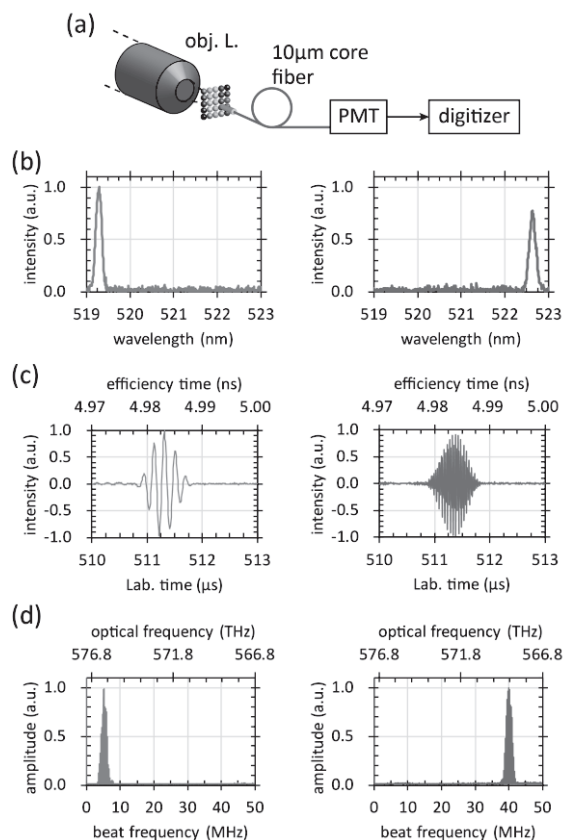 (a)
obj. L.
10μm core
fiber
PMT
digitizer
(b)
intensity (a.u.)
1.0
0.5
0.0
519 520 521 522 523
wavelength (nm)
intensity (a.u.)
1.0
0.5
0.0
519 520 521 522 523
wavelength (nm)
(c)
efficiency time (ns)
4.97 4.98 4.99 5.00
intensity (a.u.)
1.0
0.5
0.0
-0.5
-1.0
510 511 512 513
Lab. time (μs)
efficiency time (ns)
4.97 4.98 4.99 5.00
intensity (a.u.)
1.0
0.5
0.0
-0.5
-1.0
510 511 512 513
Lab. time (μs)
(d)
optical frequency (THz)
576.8 571.8 566.8
amplitude (a.u.)
1.0
0.5
0.0
0 10 20 30 40 50
beat frequency (MHz)
optical frequency (THz)
576.8 571.8 566.8
amplitude (a.u.)
1.0
0.5
0.0
0 10 20 30 40 50
beat frequency (MHz)